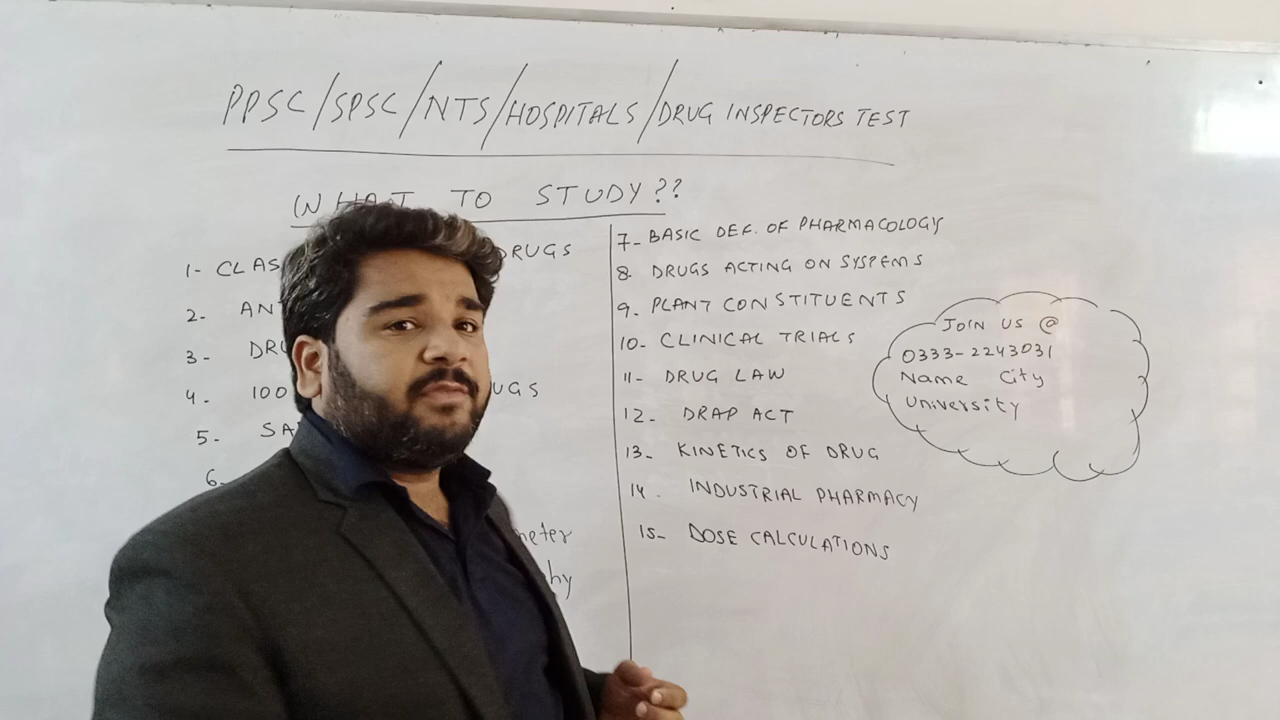 PPSC/SPSC/NTS/HOSPITALS/DRUG INSPECTORS TEST
WHAT TO STUDY??
1- CLAS DRUGS
2. ANT
3- DRU
4. 100 UGS
5. SA
6-
meter
hy
7- BASIC DEF. OF PHARMACOLOGY
8. DRUGS ACTING ON SYSTEMS
9. PLANT CONSTITUENTS
10- CLINICAL TRIALS
11- DRUG LAW
12. DRAP ACT
13- KINETICS OF DRUG
14. INDUSTRIAL PHARMACY
15- DOSE CALCULATIONS
JOIN US @
0333-2243031
Name City
University